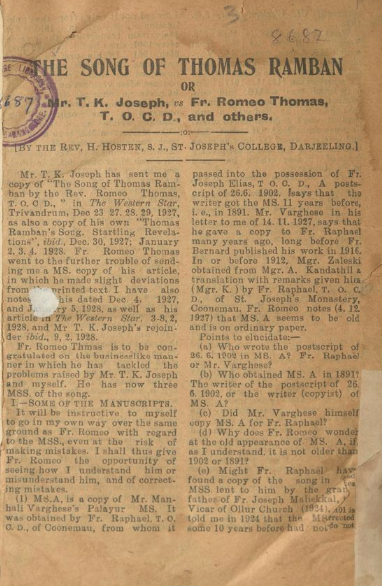 3
8687
THE SONG OF THOMAS RAMBAN
OR
Mr. T. K. Joseph, vs Fr. Romeo Thomas,
T. O. C. D., and others.
[BY THE REV. H. HOSTEN, S. J., ST. JOSEPH'S COLLEGE, DARJEELING.]
Mr. T. K. Joseph has sent me a
copy of "The Song of Thomas Ram-
ban by the Rev. Romeo Thomas,
T. O C D., " in The Western Star,
Trivandrum, Dec 23 27. 28. 29, 1927,
as also a copy of his own "Thomas
Ramban's Song. Startling Revela-
tions", ibid., Dec. 30, 1927; January
2, 3. 4, 1928. Fr. Romeo Thomas
went to the further trouble of send-
ing me a MS. copy of his article,
in which he made slight deviations
from printed text I have also
note is dated Dec 4. 1927,
and J y 5, 1928, as well as his
article in The Western Star, 3-8. 2,
1928, and Mr T. K. Joseph's rejoin-
der ibid., 9, 2. 1928.
Fr. Romeo Thmas is to be con-
gratulated on the businesslike man-
ner in which he has tackled the
problems raised by Mr. T. K. Joseph
and myself. He has now three
MSS. of the song.
I.—SOME OF THE MANUSCRIPTS.
It will be instructive to myself
to go in my own way over the same
ground as Fr. Romeo with regard
to the MSS., even at the risk of
making mistakes. I shall thus give
Fr. Romeo the opportunity of
seeing how I understand him or
misunderstand him, and of correct-
ing mistakes.
(1) MS. A, is a copy of Mr. Man-
hali Varghese's Palayur MS. It
was obtained by Fr. Raphael, T. O.
C. D., of Coonemau, from whom it
passed into the possession of Fr.
Joseph Elias, T O C. D., A posts-
cript of 26.6. 1902. [says that the
writer got the MS. 11 years before,
i. e., in 1891. Mr. Varghese in his
letter to me of 14. 11. 1927, says that
he gave a copy to Fr. Raphael
many years ago, long before Fr.
Bernard published his work in 1916.
In or before 1912, Mgr. Zaleski
obtained from Mgr. A. Kandathil a
translation with remarks given him
(Mgr. K.) by Fr. Raphael, T. O. C.
D., of St. Joseph's Monastery,
Coonemau, Fr. Romeo notes (4. 12.
1927) that MS. A seems to be old
and is on ordinary paper.
Points to elucidate:—
(a) Who wrote the postscript of
26. 6. 1902 in MS. A? Fr. Raphael
or Mr. Varghese?
(b) Who obtained MS. A in 1891?
The writer of the postscript of 26.
6. 1902, or the writer (copyist) of
MS. A?
(c) Did Mr. Varghese himself
copy MS. A for Fr. Raphael?
(d) Why does Fr. Romeo wonder
at the old appearance of MS. A, if,
as I understand, it is not older than
1902 or 1891?
(e) Might Fr. Raphael have
found a copy of the song in
MSS. lent to him by the gran
father of Fr. Joseph Maliekkal,
Vicar of Ollur Church (1924),
told me in 1924 that the MS
some 10 years before had